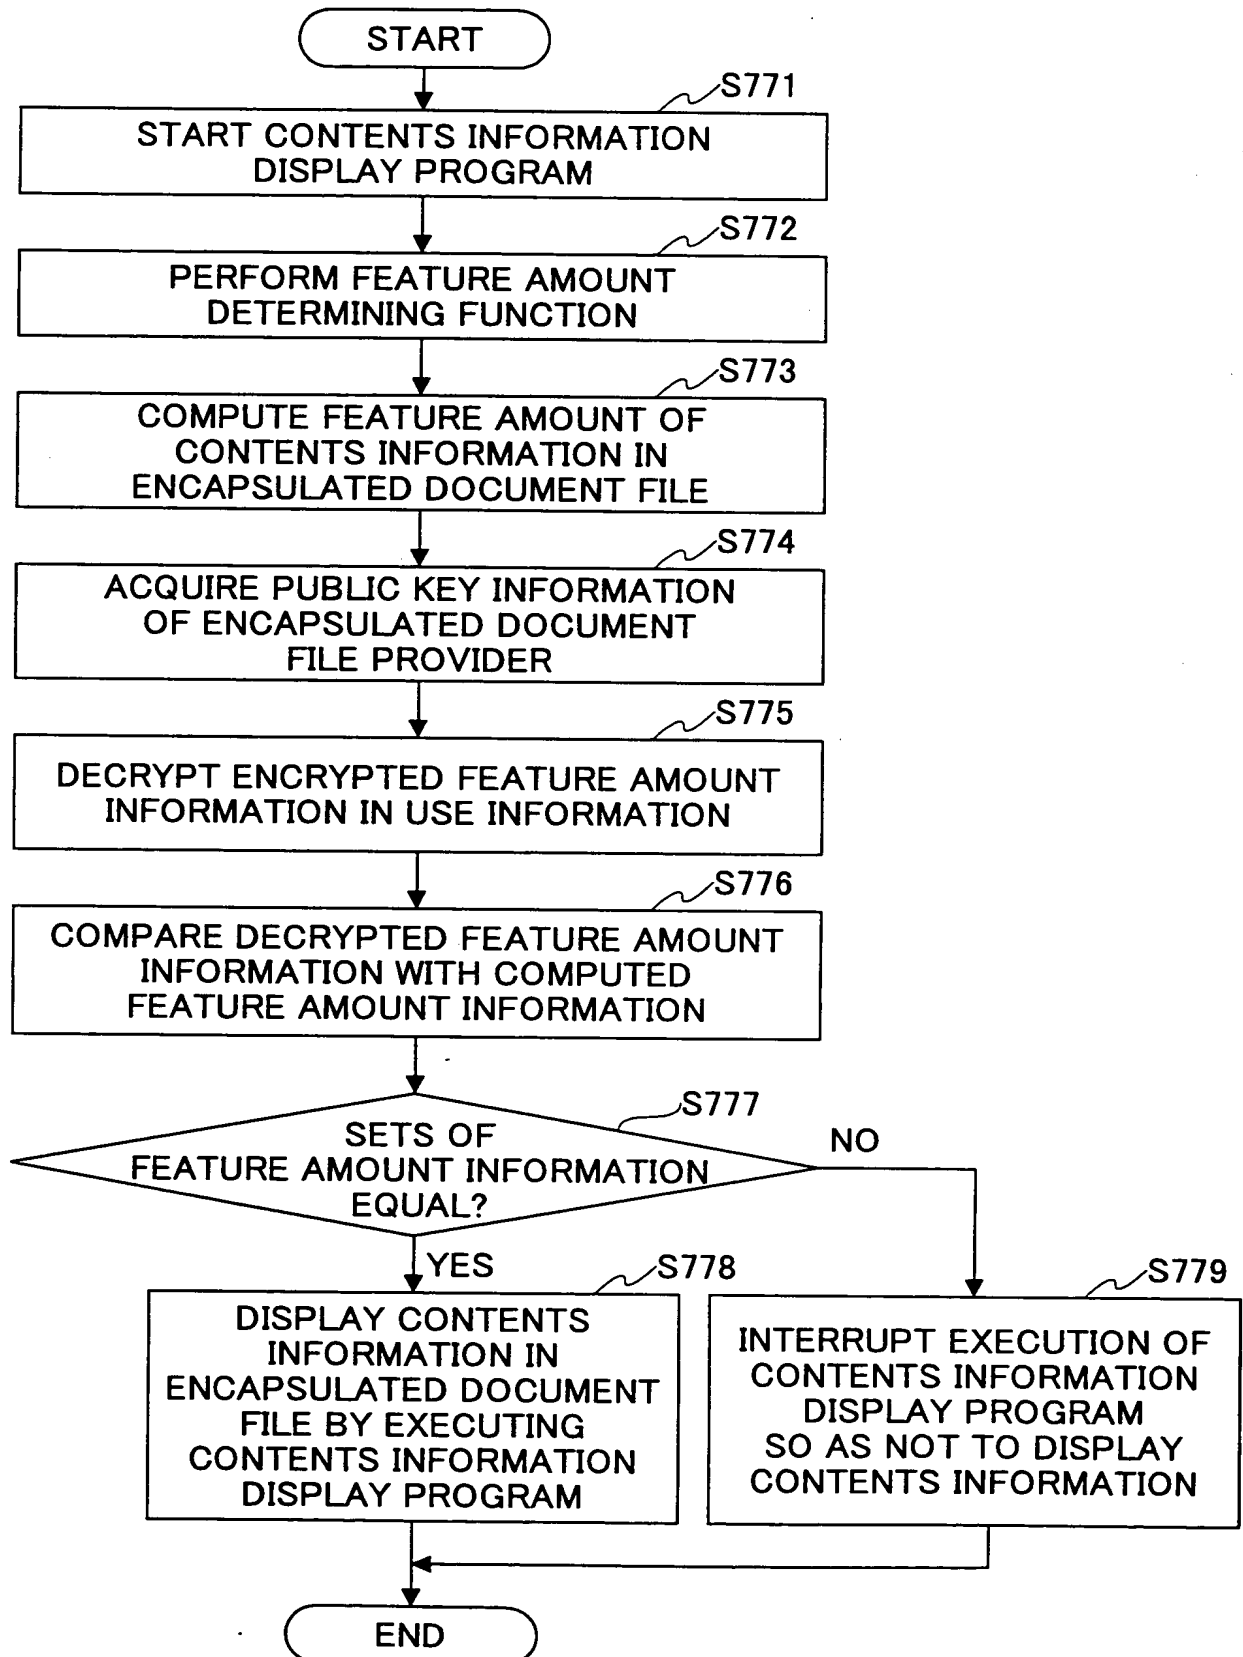 START
S771
START CONTENTS INFORMATION
DISPLAY PROGRAM
S772
PERFORM FEATURE AMOUNT
DETERMINING FUNCTION
S773
COMPUTE FEATURE AMOUNT OF
CONTENTS INFORMATION IN
ENCAPSULATED DOCUMENT FILE
S774
ACQUIRE PUBLIC KEY INFORMATION
OF ENCAPSULATED DOCUMENT
FILE PROVIDER
S775
DECRYPT ENCRYPTED FEATURE AMOUNT
INFORMATION IN USE INFORMATION
S776
COMPARE DECRYPTED FEATURE AMOUNT
INFORMATION WITH COMPUTED
FEATURE AMOUNT INFORMATION
S777
SETS OF
FEATURE AMOUNT INFORMATION
EQUAL?
NO
YES
S778
DISPLAY CONTENTS
INFORMATION IN
ENCAPSULATED DOCUMENT
FILE BY EXECUTING
CONTENTS INFORMATION
DISPLAY PROGRAM
S779
INTERRUPT EXECUTION OF
CONTENTS INFORMATION
DISPLAY PROGRAM
SO AS NOT TO DISPLAY
CONTENTS INFORMATION
END